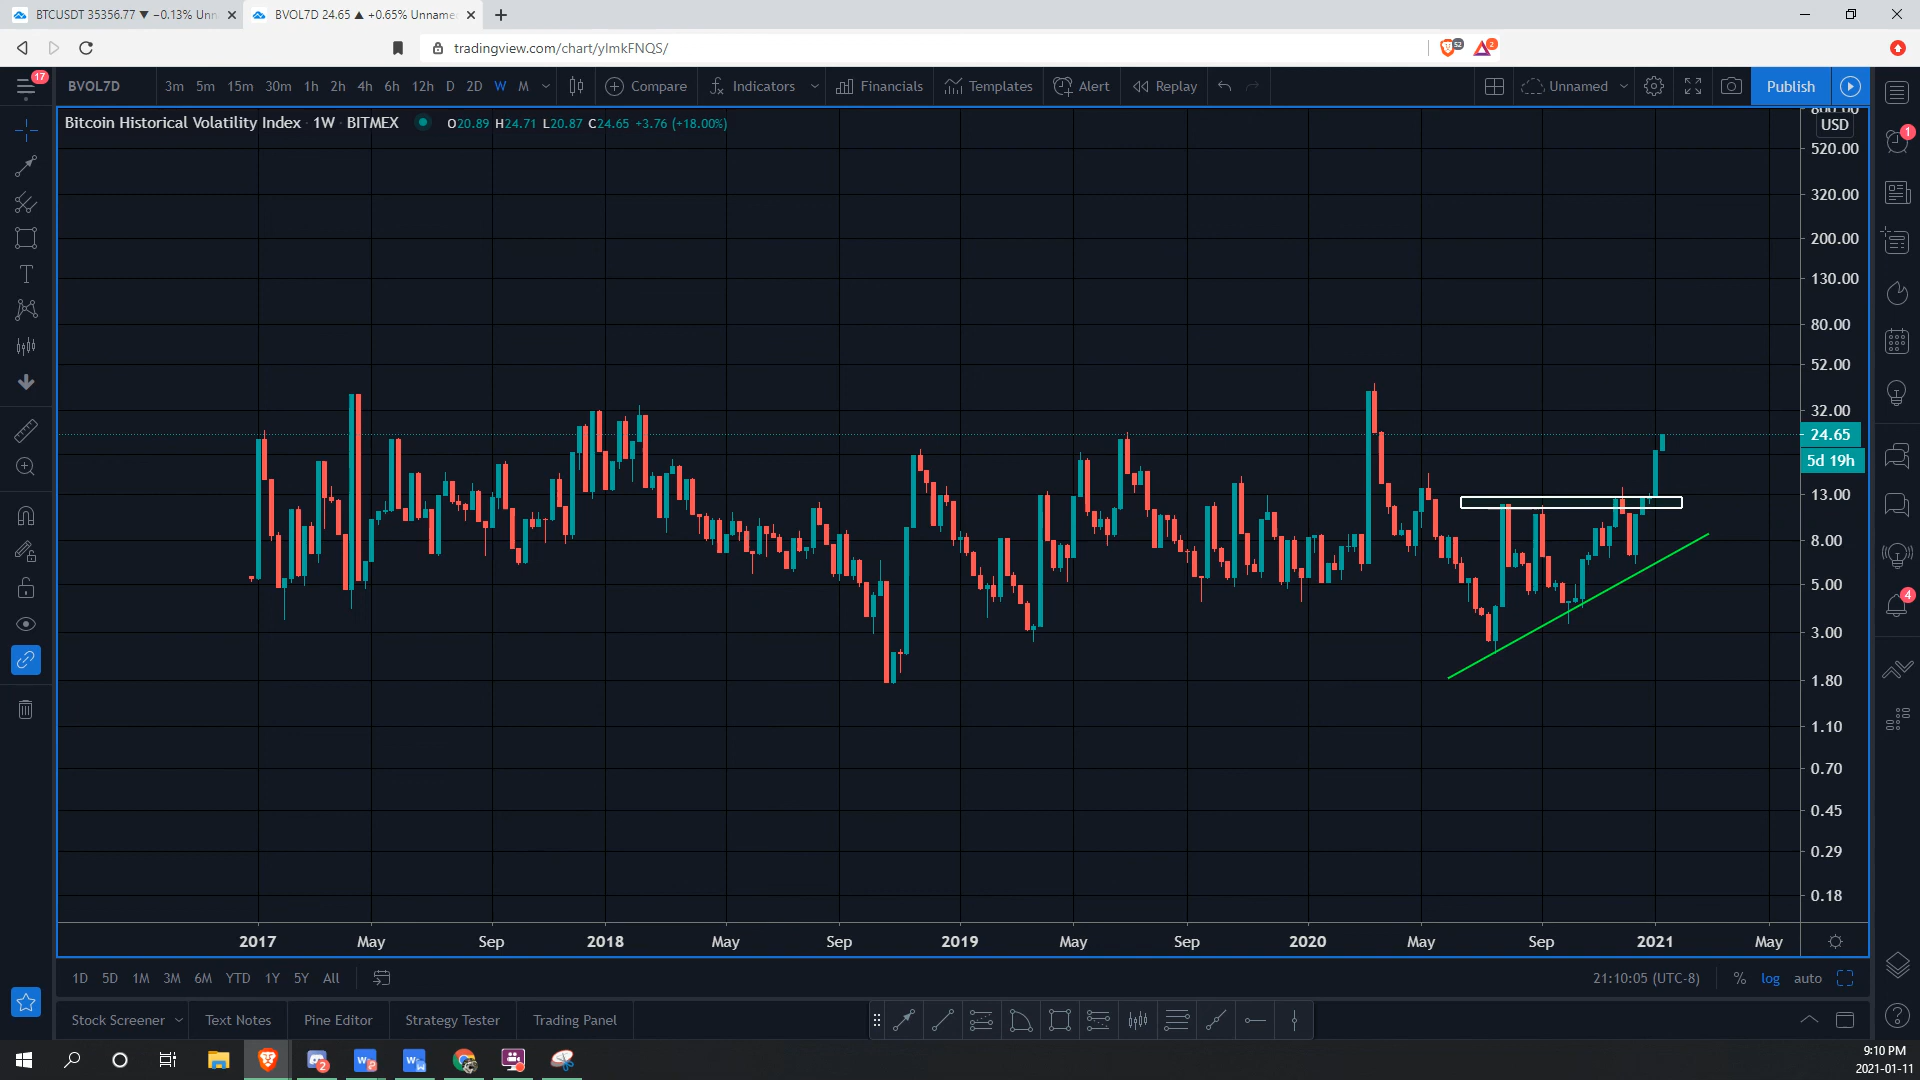 BTCUSDT 35356.77 ▼ −0.13% Unn
BVOL7D 24.65 ▲ +0.65% Unname
tradingview.com/chart/yImkFNQS/
52
2
17
BVOL7D
3m 5m 15m 30m 1h 2h 4h 6h 12h D 2D W M
Compare
Indicators
Financials
Templates
Alert
Replay
Unnamed
Publish
Bitcoin Historical Volatility Index · 1W · BITMEX
O20.89 H24.71 L20.87 C24.65 +3.76 (+18.00%)
USD
1
520.00
320.00
200.00
130.00
80.00
52.00
32.00
24.65
5d 19h
13.00
8.00
5.00
4
3.00
1.80
1.10
0.70
0.45
0.29
0.18
2017 May Sep 2018 May Sep 2019 May Sep 2020 May Sep 2021 May
1D 5D 1M 3M 6M YTD 1Y 5Y All
21:10:05 (UTC-8)
% log auto
Stock Screener
Text Notes
Pine Editor
Strategy Tester
Trading Panel
2
9:10 PM
2021-01-11